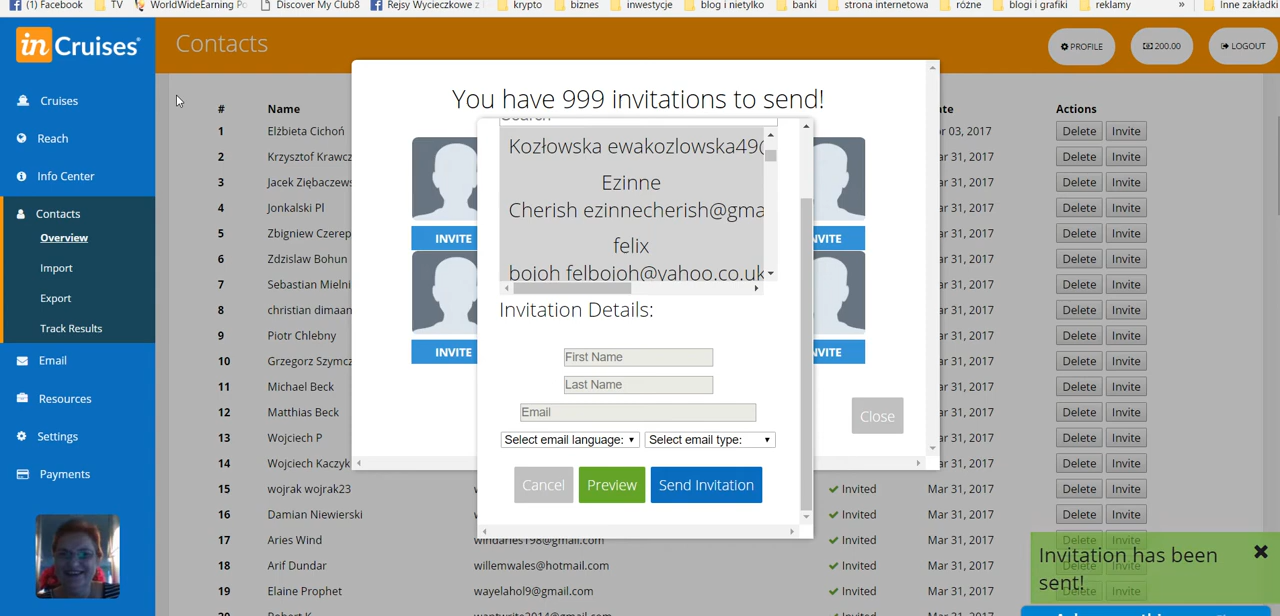 (1) Facebook TV WorldWideEarning Po Discover My Club8 Rejsy Wycieczkowe z krypto biznes inwestycje blog i nietylko banki strona internetowa różne blogi i grafiki reklamy » Inne zakładki
inCruises®
Contacts
PROFILE
200.00
LOGOUT
Cruises
Reach
Info Center
Contacts
Overview
Import
Export
Track Results
Email
Resources
Settings
Payments
# Name Actions
1 Elżbieta Cichoń pr 03, 2017 Delete Invite
2 Krzysztof Krawcz Mar 31, 2017 Delete Invite
3 Jacek Ziębaczews Mar 31, 2017 Delete Invite
4 Jonkalski Pl Mar 31, 2017 Delete Invite
5 Zbigniew Czerep Mar 31, 2017 Delete Invite
6 Zdzislaw Bohun Mar 31, 2017 Delete Invite
7 Sebastian Mielni Mar 31, 2017 Delete Invite
8 christian dimaan Mar 31, 2017 Delete Invite
9 Piotr Chlebny Mar 31, 2017 Delete Invite
10 Grzegorz Szymcz Mar 31, 2017 Delete Invite
11 Michael Beck Mar 31, 2017 Delete Invite
12 Matthias Beck Mar 31, 2017 Delete Invite
13 Wojciech P Mar 31, 2017 Delete Invite
14 Wojciech Kaczyk Mar 31, 2017 Delete Invite
15 wojrak wojrak23 Invited Mar 31, 2017 Delete Invite
16 Damian Niewierski Invited Mar 31, 2017 Delete Invite
17 Aries Wind windaries198@gmail.com Invited Mar 31, 2017 Delete Invite
18 Arif Dundar willemwales@hotmail.com Invited Mar 31, 2017
19 Elaine Prophet wayelahol9@gmail.com Invited Mar 31, 2017
You have 999 invitations to send!
INVITE
NVITE
INVITE
NVITE
Close
Search
Kozłowska ewakozlowska49@
Ezinne
Cherish ezinnecherish@gma
felix
bojoh felbojoh@yahoo.co.uk
Invitation Details:
First Name
Last Name
Email
Select email language: Select email type:
Cancel Preview Send Invitation
Invitation has been
sent!